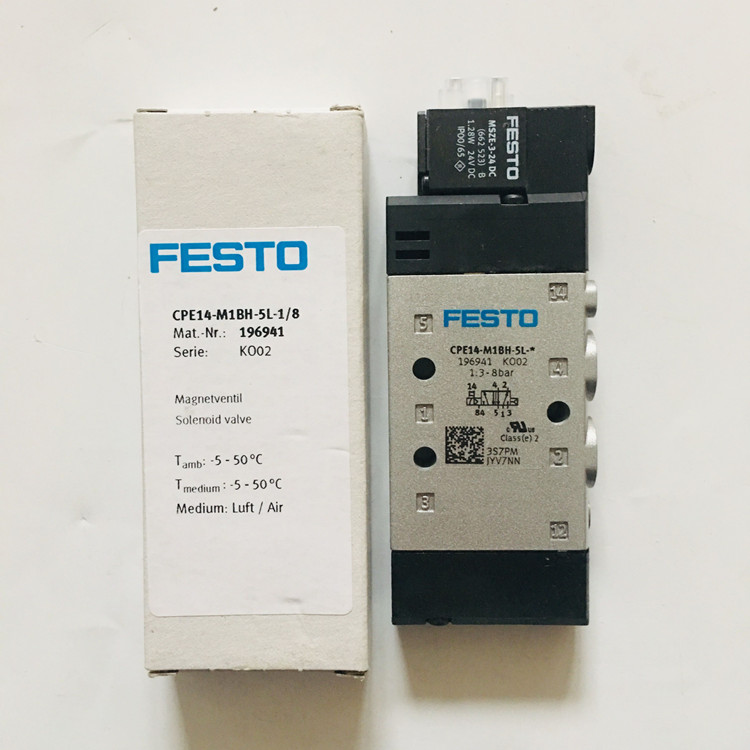 FESTO
CPE14-M1BH-5L-1/8
Mat.-Nr.: 196941
Serie: KO02
Magnetventil
Solenoid valve
Tamb: -5 - 50°C
Tmedium: -5 - 50°C
Medium: Luft / Air
FESTO
MSZE-3-24 DC
(662 523) B
1.28W 24V DC
IP00/65
14
5
FESTO
CPE14-M1BH-5L-*
196941 KO02
1.3-8bar
4
14 4 2
84 5 1 3
1
Class(e) 2
2
3S7PM
JYV7NN
3
12